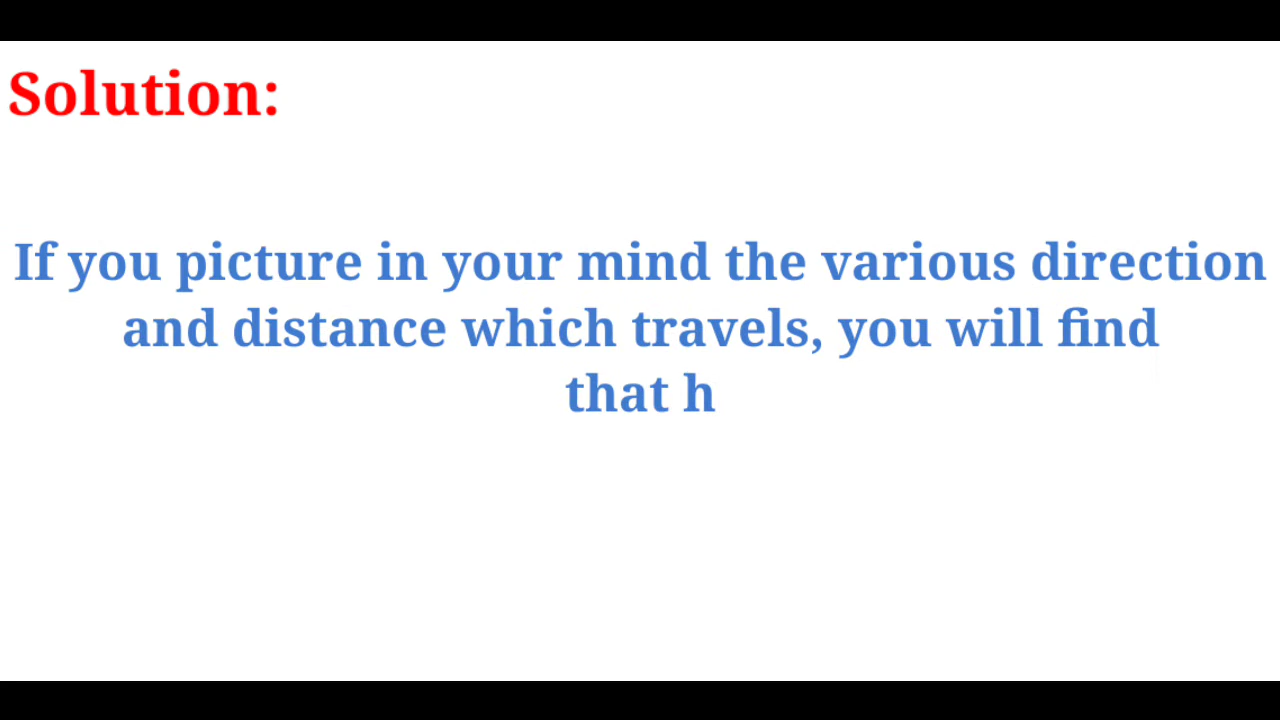 Solution:
If you picture in your mind the various direction
and distance which travels, you will find
that h